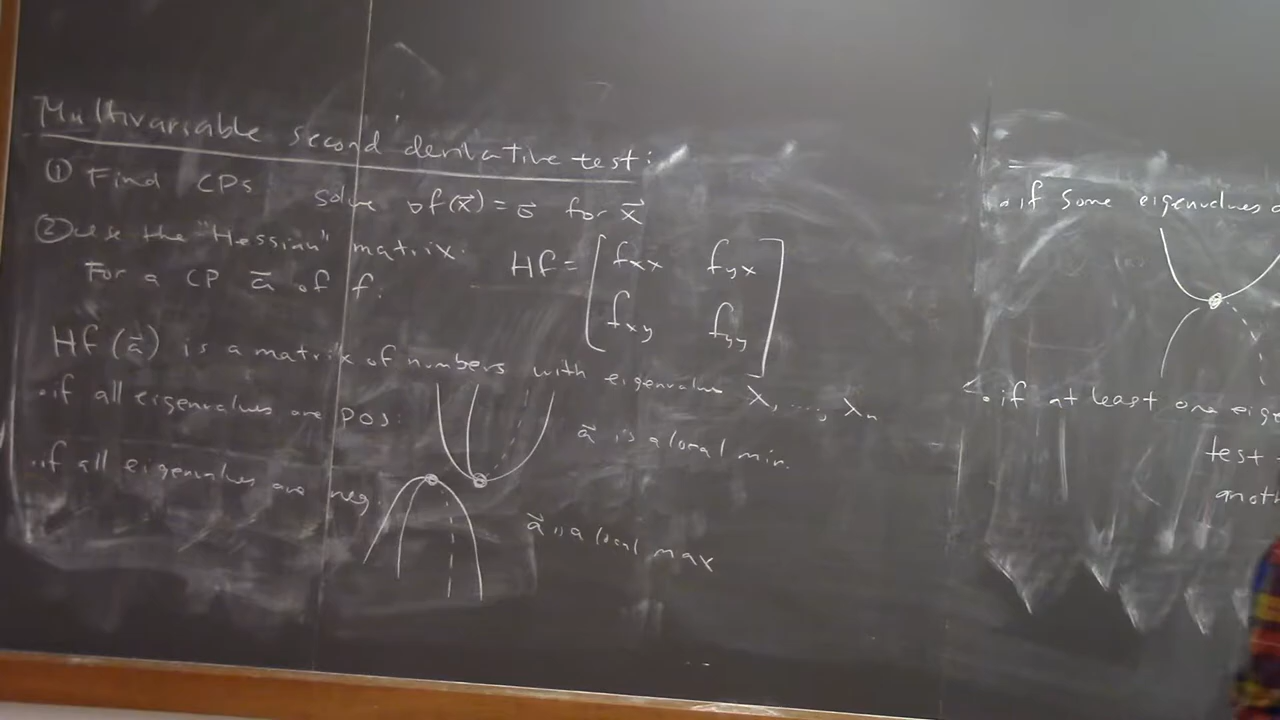 Multivariable second derivative test:
① Find CPs solve ∇f(x⃗) = 0⃗ for x⃗
② use the "Hessian" matrix: Hf = [ fxx fyx
fxy fyy ]
For a CP a⃗ of f:
Hf(a⃗) is a matrix of numbers with eigenvalues λ₁, ..., λn
· if all eigenvalues are pos: a⃗ is a local min.
· if all eigenvalues are neg: a⃗ is a local max
· if some eigenvalues
· if at least one eig
test
anoth